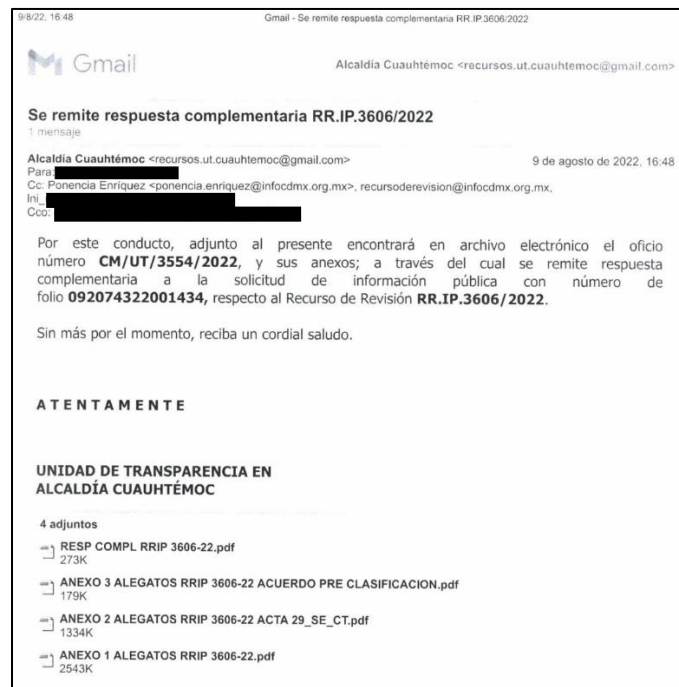 9/8/22, 16:48
Gmail - Se remite respuesta complementaria RR.IP.3606/2022
Gmail
Alcaldía Cuauhtémoc <recursos.ut.cuauhtemoc@gmail.com>
Se remite respuesta complementaria RR.IP.3606/2022
1 mensaje
Alcaldía Cuauhtémoc <recursos.ut.cuauhtemoc@gmail.com>
9 de agosto de 2022, 16:48
Para:
Cc: Ponencia Enríquez <ponencia.enriquez@infocdmx.org.mx>, recursoderevision@infocdmx.org.mx,
Ini_
Cco:
Por este conducto, adjunto al presente encontrará en archivo electrónico el oficio
número CM/UT/3554/2022, y sus anexos; a través del cual se remite respuesta
complementaria a la solicitud de información pública con número de
folio 092074322001434, respecto al Recurso de Revisión RR.IP.3606/2022.
Sin más por el momento, reciba un cordial saludo.
A T E N T A M E N T E
UNIDAD DE TRANSPARENCIA EN
ALCALDÍA CUAUHTÉMOC
4 adjuntos
RESP COMPL RRIP 3606-22.pdf
273K
ANEXO 3 ALEGATOS RRIP 3606-22 ACUERDO PRE CLASIFICACION.pdf
179K
ANEXO 2 ALEGATOS RRIP 3606-22 ACTA 29_SE_CT.pdf
1334K
ANEXO 1 ALEGATOS RRIP 3606-22.pdf
2543K